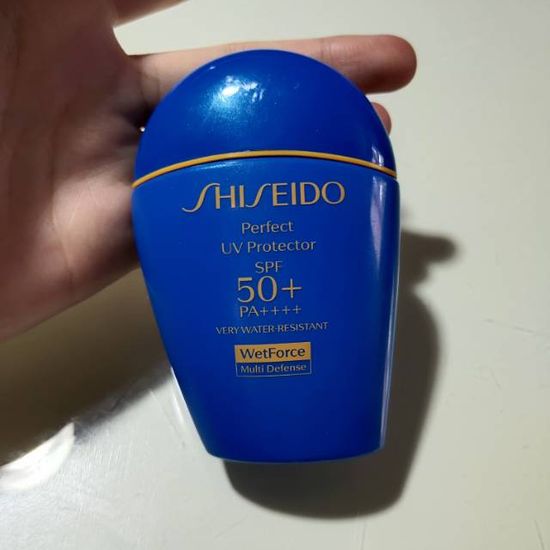 SHISEIDO
Perfect
UV Protector
SPF
50+
PA++++
VERY WATER-RESISTANT
WetForce
Multi Defense